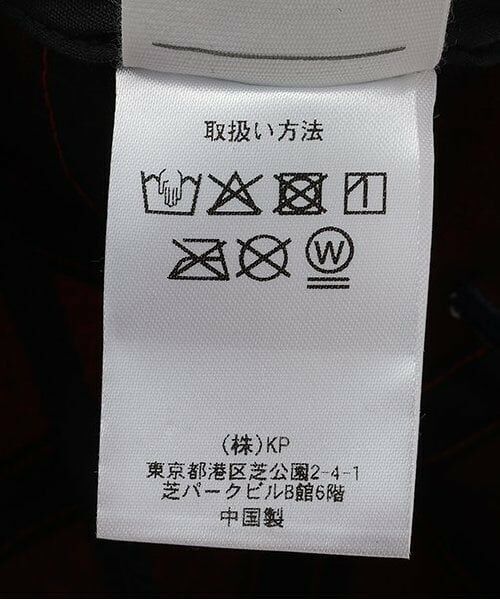 取扱い方法
W
(株)KP
東京都港区芝公園2-4-1
芝パークビルB館6階
中国製